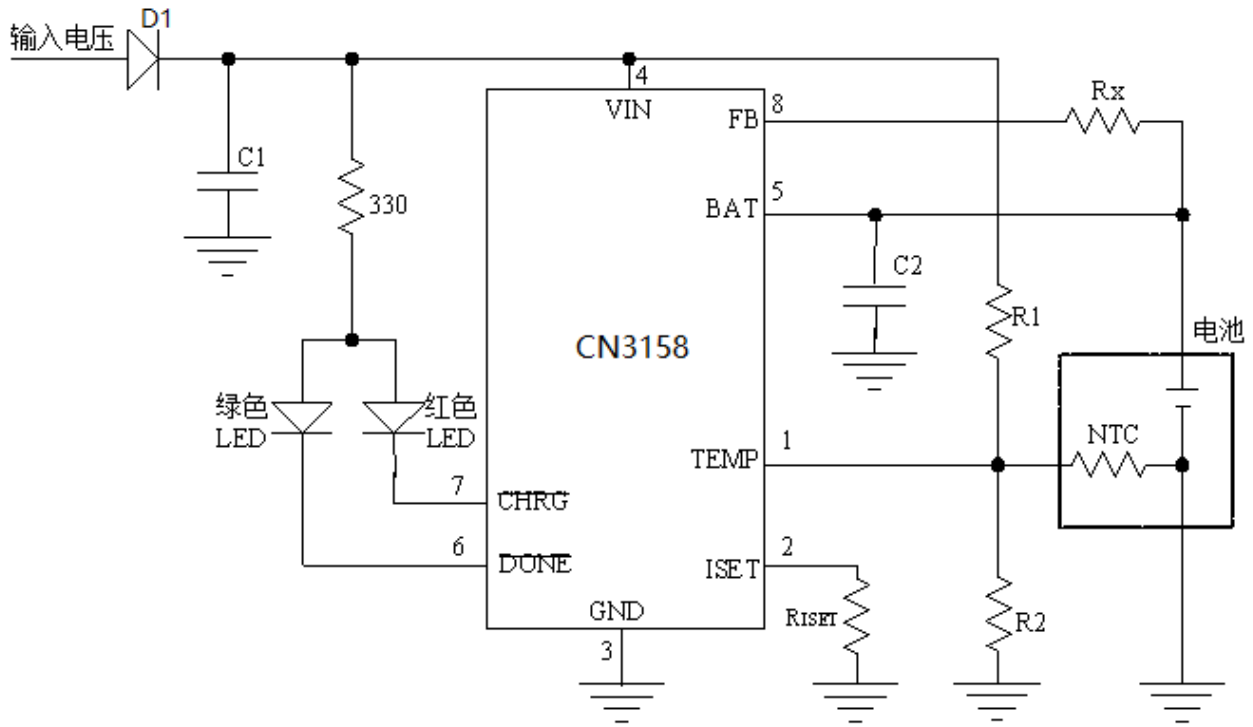 D1
输入电压
4
VIN
8
FB
Rx
C1
330
5
BAT
C2
R1
CN3158
电池
绿色
LED
红色
LED
NTC
1
TEMP
7
CHRG
2
ISET
6
DONE
GND
RISET
R2
3